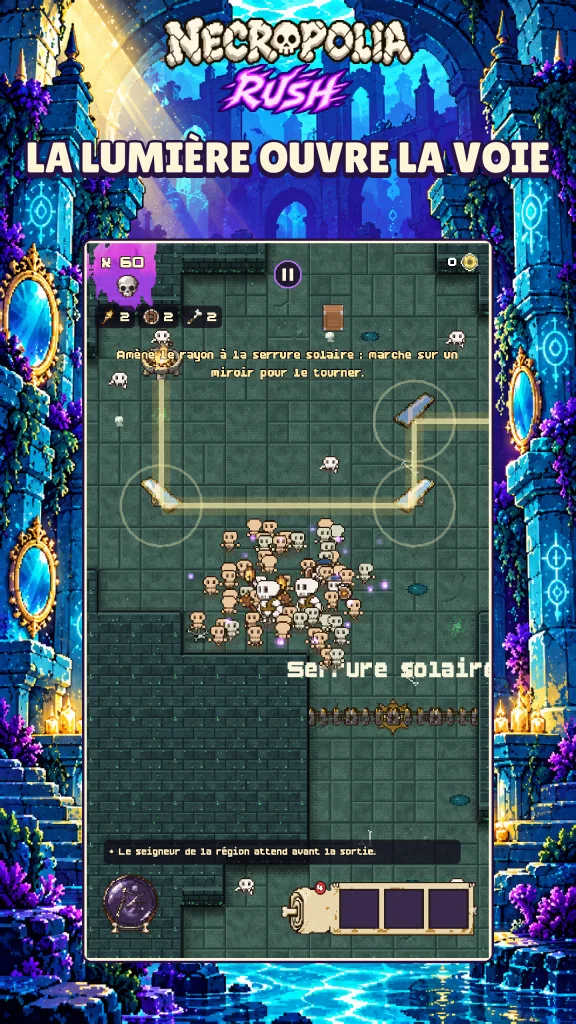 NECROPOLIA
RUSH
LA LUMIÈRE OUVRE LA VOIE
x 60
0
2 2 2
Amène le rayon à la serrure solaire : marche sur un
miroir pour le tourner.
Serrure solaire
Le seigneur de la région attend avant la sortie.